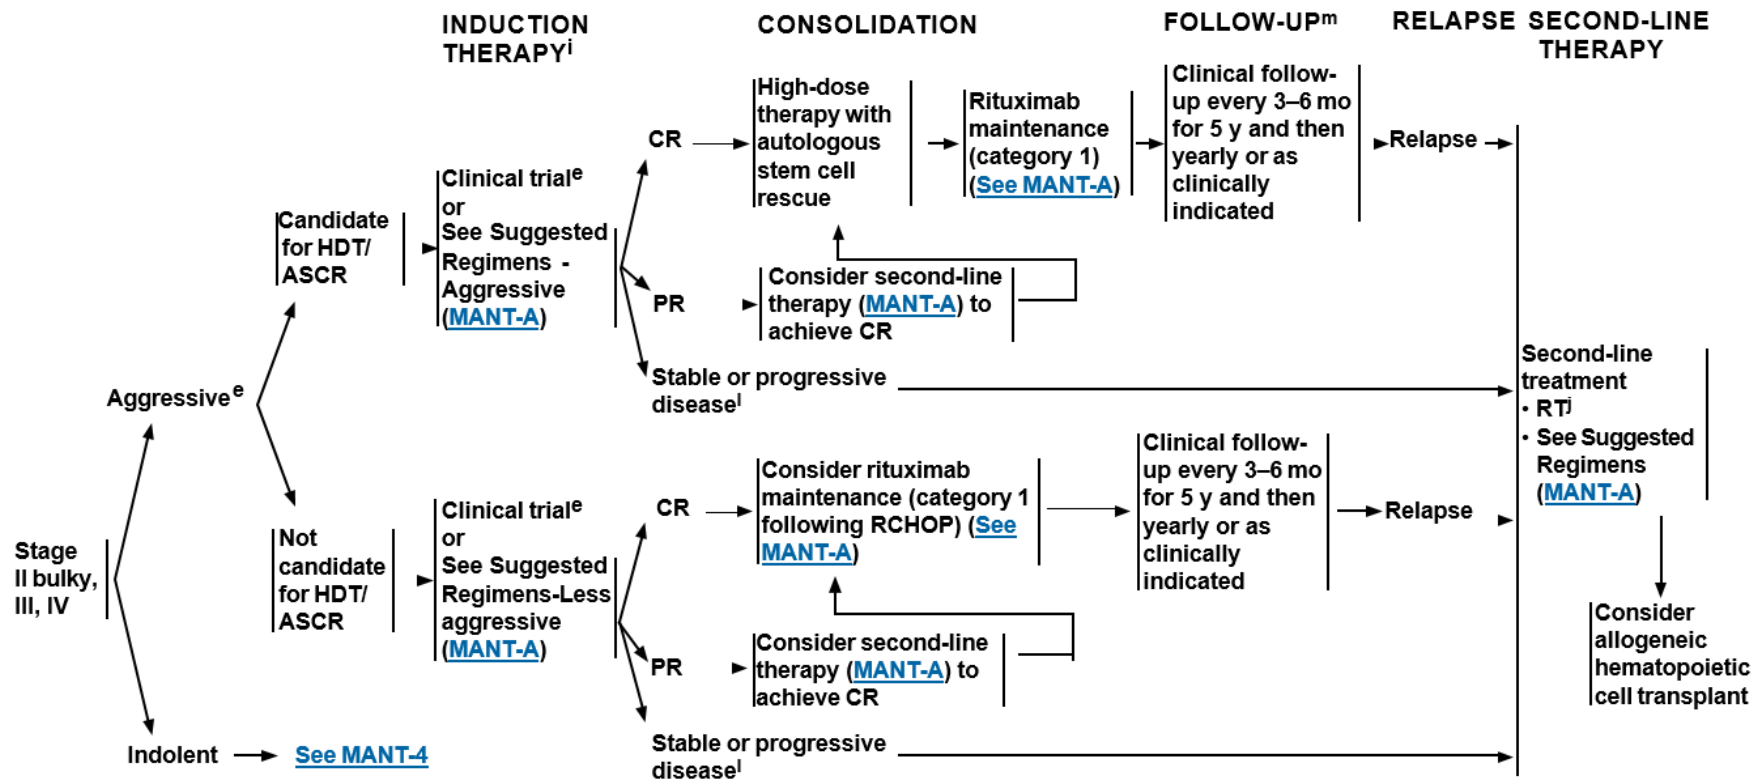 INDUCTION
THERAPYi
CONSOLIDATION
FOLLOW-UPm
RELAPSE SECOND-LINE
THERAPY
Stage
II bulky,
III, IV
Aggressivee
Candidate
for HDT/
ASCR
Clinical triale
or
See Suggested
Regimens -
Aggressive
(MANT-A)
CR
High-dose
therapy with
autologous
stem cell
rescue
Rituximab
maintenance
(category 1)
(See MANT-A)
Clinical follow-
up every 3–6 mo
for 5 y and then
yearly or as
clinically
indicated
Relapse
PR
Consider second-line
therapy (MANT-A) to
achieve CR
Stable or progressive
diseasel
Not
candidate
for HDT/
ASCR
Clinical triale
or
See Suggested
Regimens-Less
aggressive
(MANT-A)
CR
Consider rituximab
maintenance (category 1
following RCHOP) (See
MANT-A)
Clinical follow-
up every 3–6 mo
for 5 y and then
yearly or as
clinically
indicated
Relapse
PR
Consider second-line
therapy (MANT-A) to
achieve CR
Stable or progressive
diseasel
Second-line
treatment
• RTj
• See Suggested
Regimens
(MANT-A)
Consider
allogeneic
hematopoietic
cell transplant
Indolent
See MANT-4